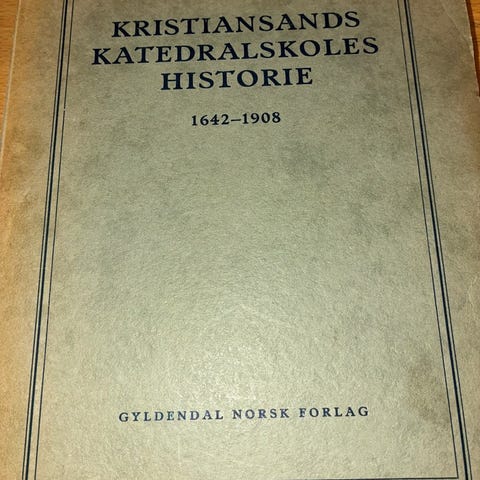 KRISTIANSANDS
KATEDRALSKOLES
HISTORIE
1642–1908
GYLDENDAL NORSK FORLAG